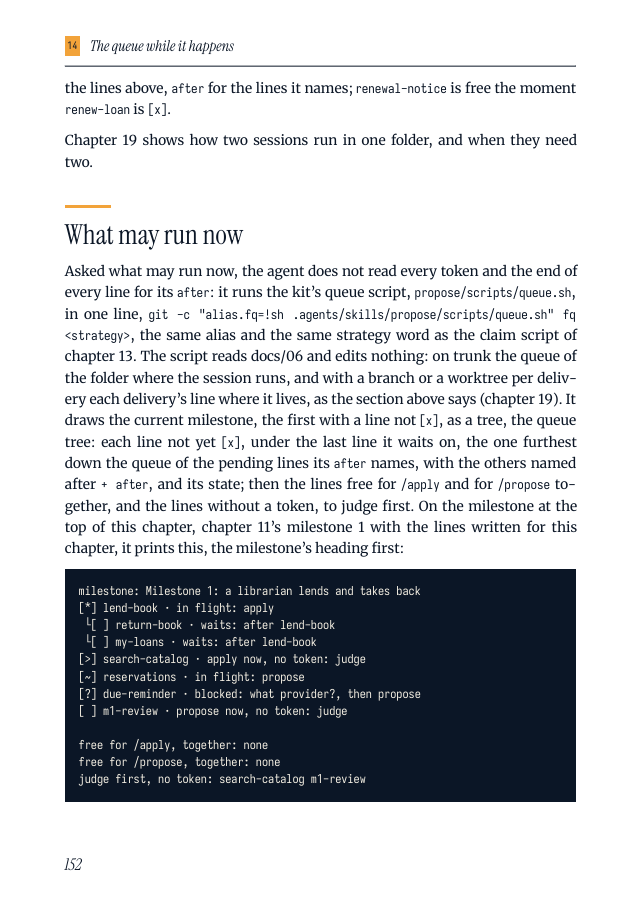 14 The queue while it happens
the lines above, after for the lines it names; renewal-notice is free the moment
renew-loan is [x].
Chapter 19 shows how two sessions run in one folder, and when they need
two.
What may run now
Asked what may run now, the agent does not read every token and the end of
every line for its after: it runs the kit's queue script, propose/scripts/queue.sh,
in one line, git -c "alias.fq=!sh .agents/skills/propose/scripts/queue.sh" fq
<strategy>, the same alias and the same strategy word as the claim script of
chapter 13. The script reads docs/06 and edits nothing: on trunk the queue of
the folder where the session runs, and with a branch or a worktree per deliv-
ery each delivery's line where it lives, as the section above says (chapter 19). It
draws the current milestone, the first with a line not [x], as a tree, the queue
tree: each line not yet [x], under the last line it waits on, the one furthest
down the queue of the pending lines its after names, with the others named
after + after, and its state; then the lines free for /apply and for /propose to-
gether, and the lines without a token, to judge first. On the milestone at the
top of this chapter, chapter 11's milestone 1 with the lines written for this
chapter, it prints this, the milestone's heading first:
milestone: Milestone 1: a librarian lends and takes back
[*] lend-book · in flight: apply
└[ ] return-book · waits: after lend-book
└[ ] my-loans · waits: after lend-book
[>] search-catalog · apply now, no token: judge
[~] reservations · in flight: propose
[?] due-reminder · blocked: what provider?, then propose
[ ] m1-review · propose now, no token: judge
free for /apply, together: none
free for /propose, together: none
judge first, no token: search-catalog m1-review
152